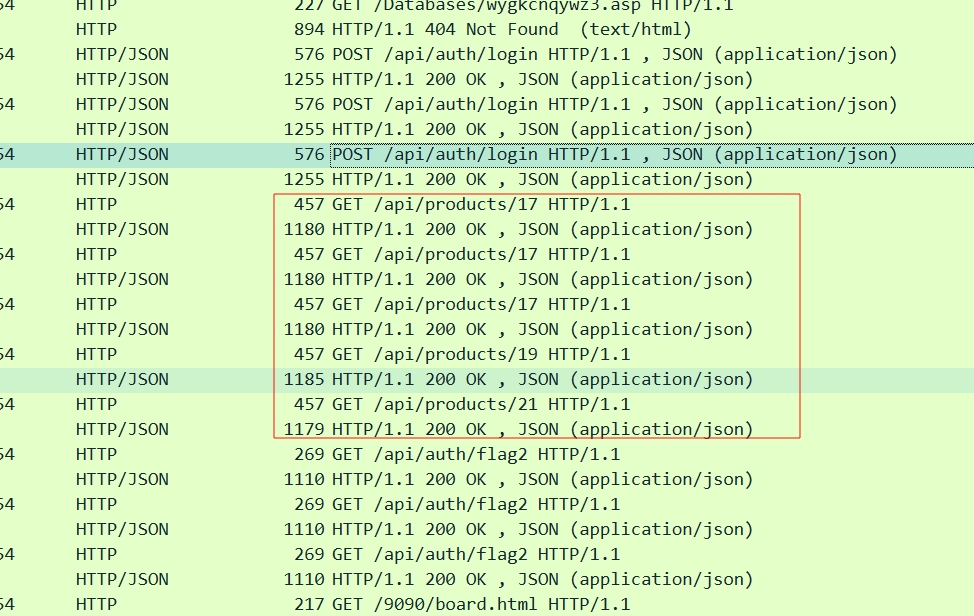 54 HTTP 227 GET /Databases/wygkcnqywz3.asp HTTP/1.1
HTTP 894 HTTP/1.1 404 Not Found  (text/html)
54 HTTP/JSON 576 POST /api/auth/login HTTP/1.1 , JSON (application/json)
HTTP/JSON 1255 HTTP/1.1 200 OK , JSON (application/json)
54 HTTP/JSON 576 POST /api/auth/login HTTP/1.1 , JSON (application/json)
HTTP/JSON 1255 HTTP/1.1 200 OK , JSON (application/json)
54 HTTP/JSON 576 POST /api/auth/login HTTP/1.1 , JSON (application/json)
HTTP/JSON 1255 HTTP/1.1 200 OK , JSON (application/json)
54 HTTP 457 GET /api/products/17 HTTP/1.1
HTTP/JSON 1180 HTTP/1.1 200 OK , JSON (application/json)
54 HTTP 457 GET /api/products/17 HTTP/1.1
HTTP/JSON 1180 HTTP/1.1 200 OK , JSON (application/json)
54 HTTP 457 GET /api/products/17 HTTP/1.1
HTTP/JSON 1180 HTTP/1.1 200 OK , JSON (application/json)
54 HTTP 457 GET /api/products/19 HTTP/1.1
HTTP/JSON 1185 HTTP/1.1 200 OK , JSON (application/json)
54 HTTP 457 GET /api/products/21 HTTP/1.1
HTTP/JSON 1179 HTTP/1.1 200 OK , JSON (application/json)
54 HTTP 269 GET /api/auth/flag2 HTTP/1.1
HTTP/JSON 1110 HTTP/1.1 200 OK , JSON (application/json)
54 HTTP 269 GET /api/auth/flag2 HTTP/1.1
HTTP/JSON 1110 HTTP/1.1 200 OK , JSON (application/json)
54 HTTP 269 GET /api/auth/flag2 HTTP/1.1
HTTP/JSON 1110 HTTP/1.1 200 OK , JSON (application/json)
54 HTTP 217 GET /9090/board.html HTTP/1.1